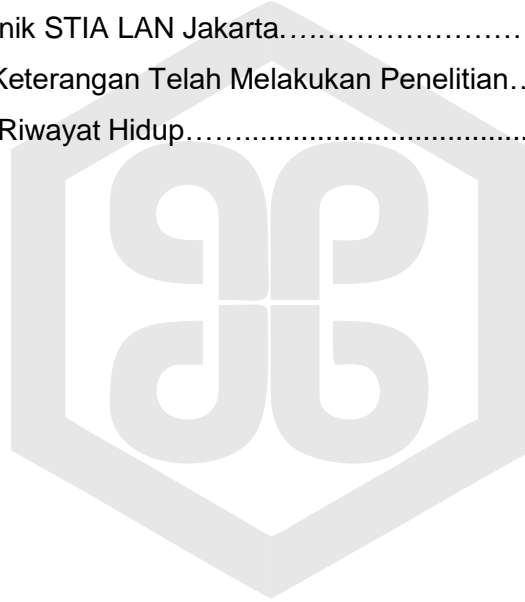 nik STIA LAN Jakarta………………………
Keterangan Telah Melakukan Penelitian…
Riwayat Hidup……...................................